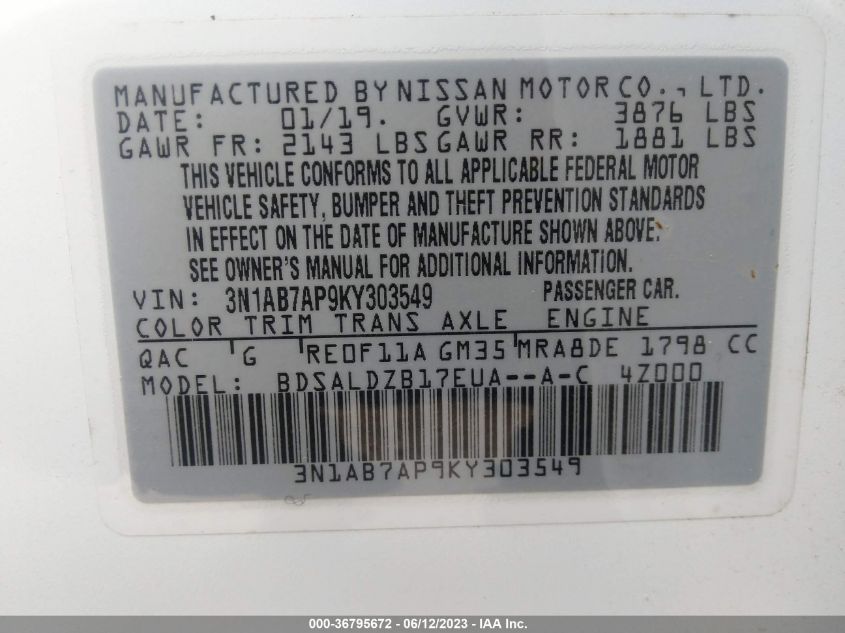 MANUFACTURED BY NISSAN MOTOR CO., LTD.
DATE: 01/19. GVWR: 3876 LBS
GAWR FR: 2143 LBS GAWR RR: 1881 LBS
THIS VEHICLE CONFORMS TO ALL APPLICABLE FEDERAL MOTOR
VEHICLE SAFETY, BUMPER AND THEFT PREVENTION STANDARDS
IN EFFECT ON THE DATE OF MANUFACTURE SHOWN ABOVE.
SEE OWNER'S MANUAL FOR ADDITIONAL INFORMATION.
VIN: 3N1AB7AP9KY303549 PASSENGER CAR.
COLOR TRIM TRANS AXLE ENGINE
QAC G RE0F11A GM35 MRA8DE 1798 CC
MODEL: BDSALDZB17EUA--A-C 4Z000
3N1AB7AP9KY303549
000-36795672 - 06/12/2023 - IAA Inc.